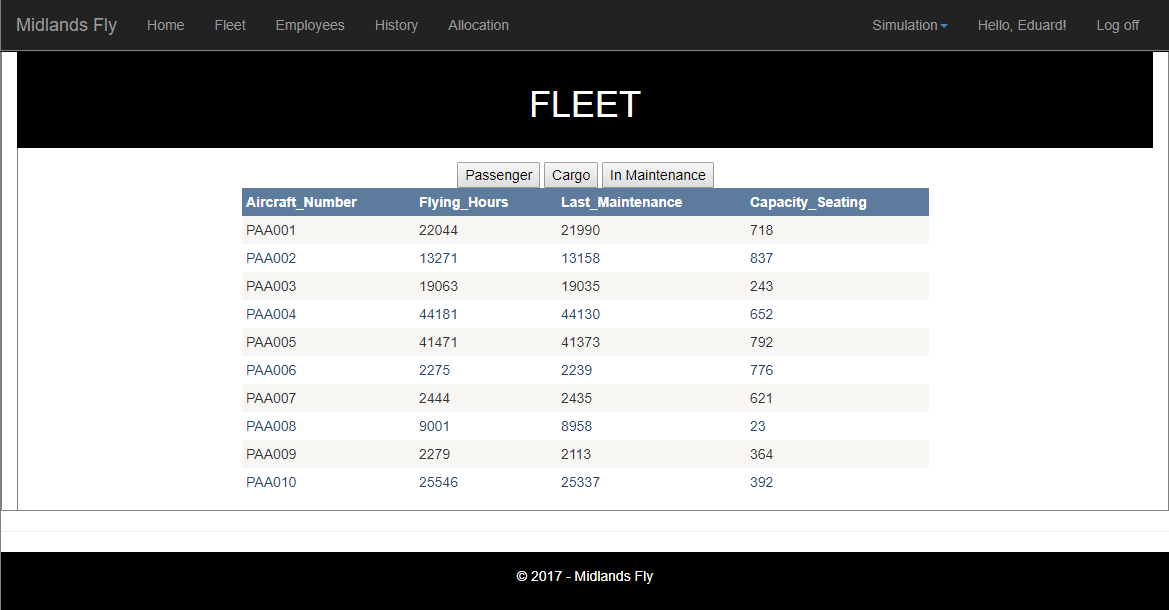 Midlands Fly Home Fleet Employees History Allocation Simulation Hello, Eduard! Log off
FLEET
Passenger Cargo In Maintenance
Aircraft_Number Flying_Hours Last_Maintenance Capacity_Seating
PAA001 22044 21990 718
PAA002 13271 13158 837
PAA003 19063 19035 243
PAA004 44181 44130 652
PAA005 41471 41373 792
PAA006 2275 2239 776
PAA007 2444 2435 621
PAA008 9001 8958 23
PAA009 2279 2113 364
PAA010 25546 25337 392
© 2017 - Midlands Fly